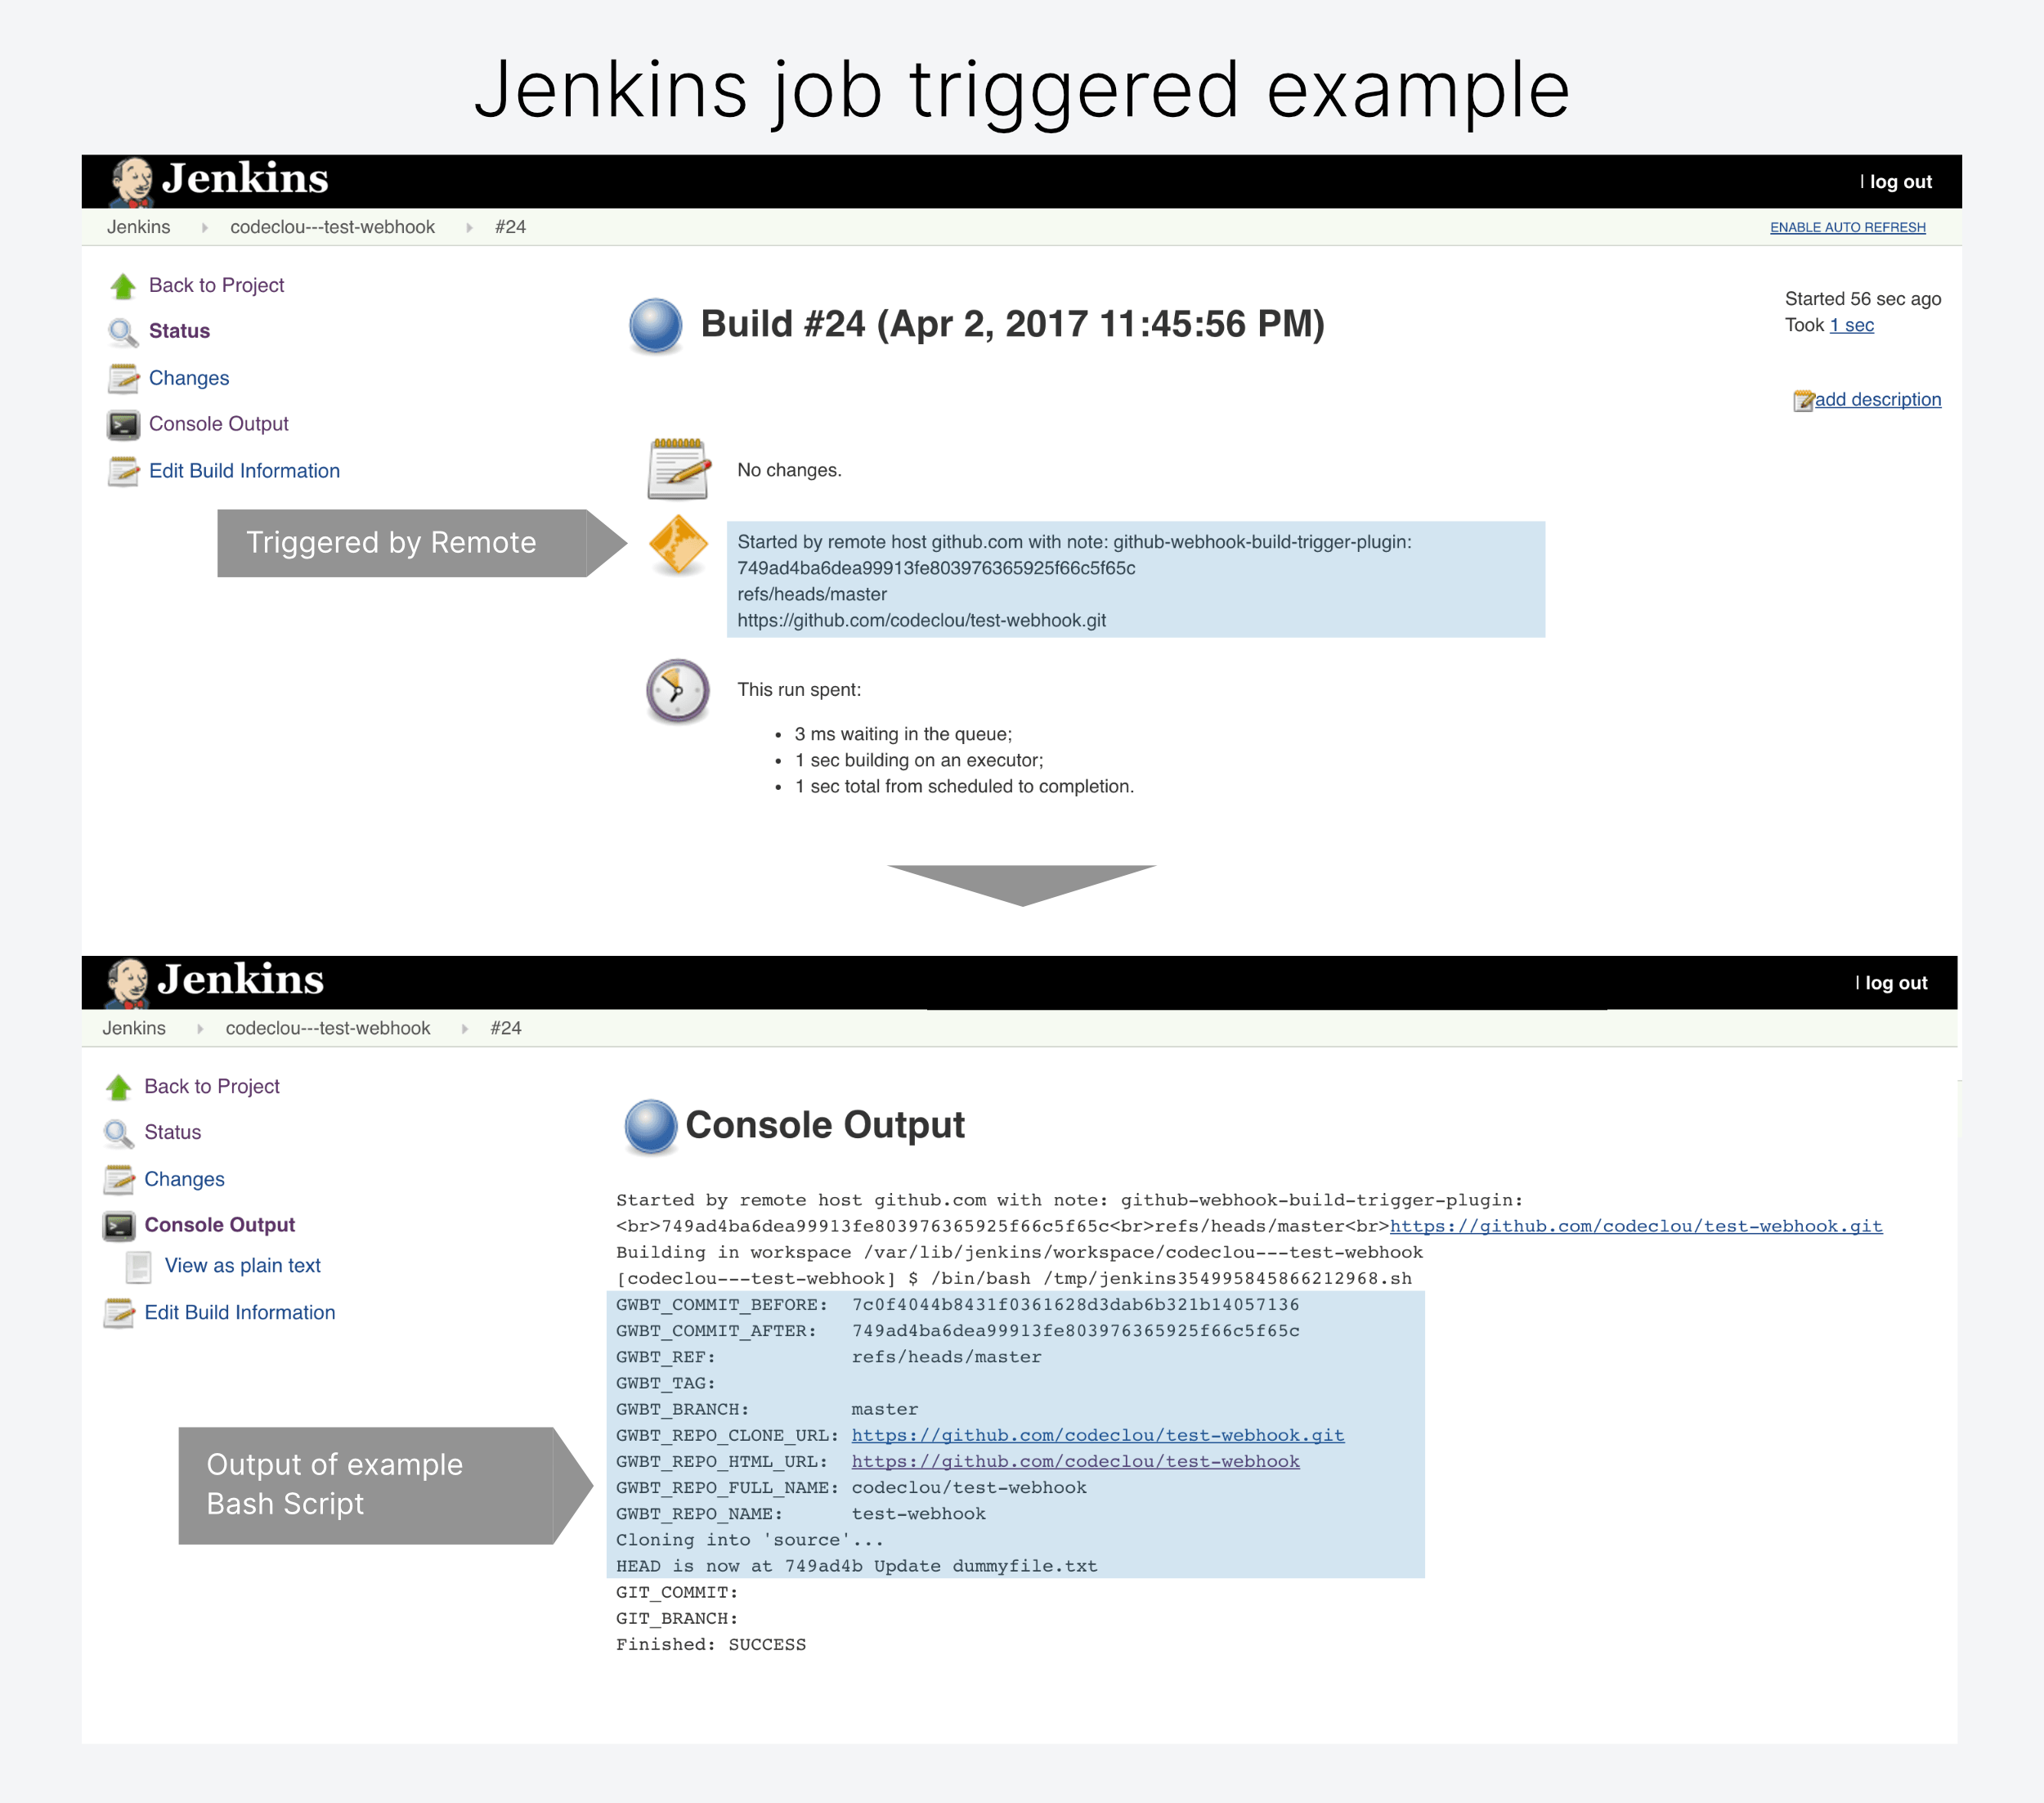 Jenkins job triggered example
Jenkins
| log out
Jenkins codeclou---test-webhook #24
ENABLE AUTO REFRESH
Back to Project
Status
Changes
Console Output
Edit Build Information
Build #24 (Apr 2, 2017 11:45:56 PM)
Started 56 sec ago
Took 1 sec
add description
No changes.
Triggered by Remote
Started by remote host github.com with note: github-webhook-build-trigger-plugin:
749ad4ba6dea99913fe803976365925f66c5f65c
refs/heads/master
https://github.com/codeclou/test-webhook.git
This run spent:
• 3 ms waiting in the queue;
• 1 sec building on an executor;
• 1 sec total from scheduled to completion.
Jenkins
| log out
Jenkins codeclou---test-webhook #24
Back to Project
Status
Changes
Console Output
View as plain text
Edit Build Information
Output of example
Bash Script
Console Output
Started by remote host github.com with note: github-webhook-build-trigger-plugin:
<br>749ad4ba6dea99913fe803976365925f66c5f65c<br>refs/heads/master<br>https://github.com/codeclou/test-webhook.git
Building in workspace /var/lib/jenkins/workspace/codeclou---test-webhook
[codeclou---test-webhook] $ /bin/bash /tmp/jenkins354995845866212968.sh
GWBT_COMMIT_BEFORE: 7c0f4044b8431f0361628d3dab6b321b14057136
GWBT_COMMIT_AFTER: 749ad4ba6dea99913fe803976365925f66c5f65c
GWBT_REF: refs/heads/master
GWBT_TAG:
GWBT_BRANCH: master
GWBT_REPO_CLONE_URL: https://github.com/codeclou/test-webhook.git
GWBT_REPO_HTML_URL: https://github.com/codeclou/test-webhook
GWBT_REPO_FULL_NAME: codeclou/test-webhook
GWBT_REPO_NAME: test-webhook
Cloning into 'source'...
HEAD is now at 749ad4b Update dummyfile.txt
GIT_COMMIT:
GIT_BRANCH:
Finished: SUCCESS